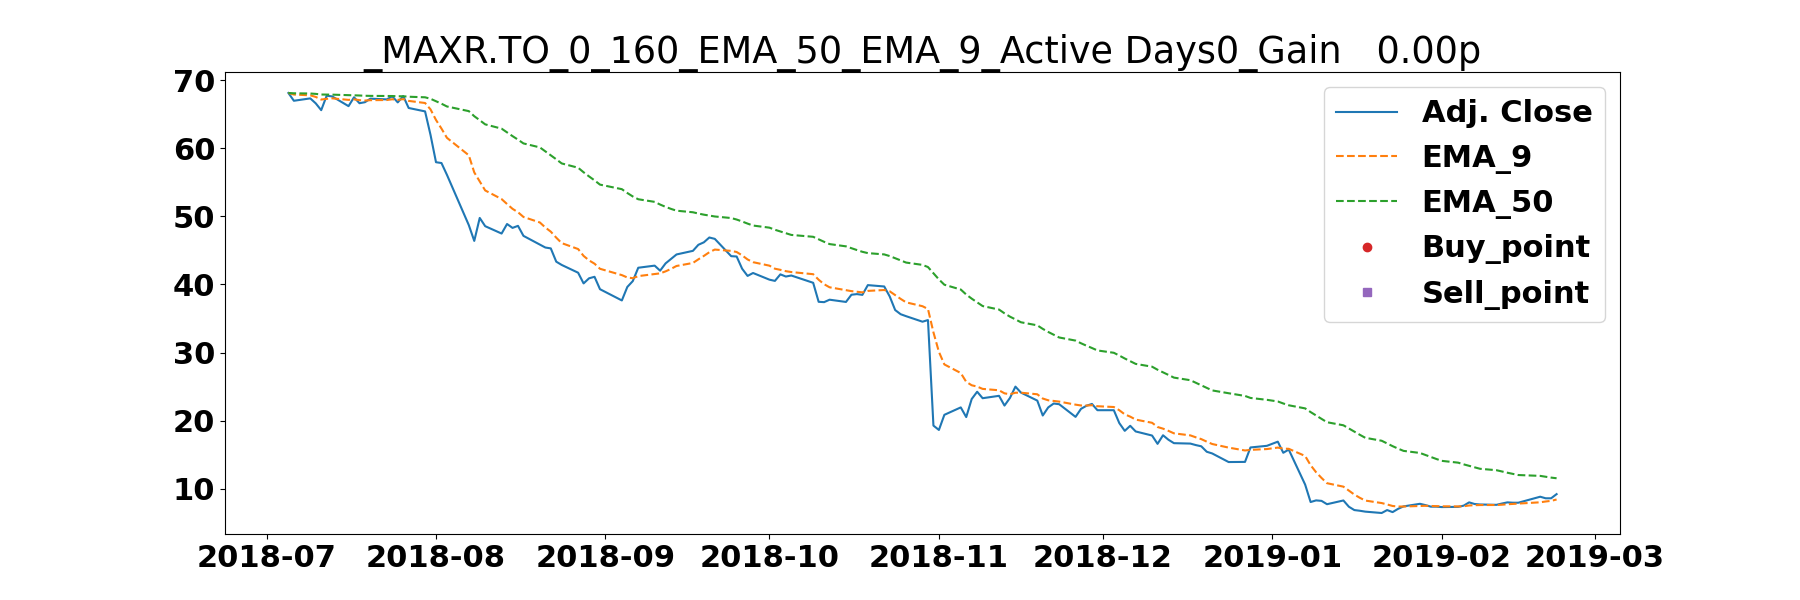 _MAXR.TO_0_160_EMA_50_EMA_9_Active Days0_Gain   0.00p
70
60
50
40
30
20
10
Adj. Close
EMA_9
EMA_50
Buy_point
Sell_point
2018-07 2018-08 2018-09 2018-10 2018-11 2018-12 2019-01 2019-02 2019-03